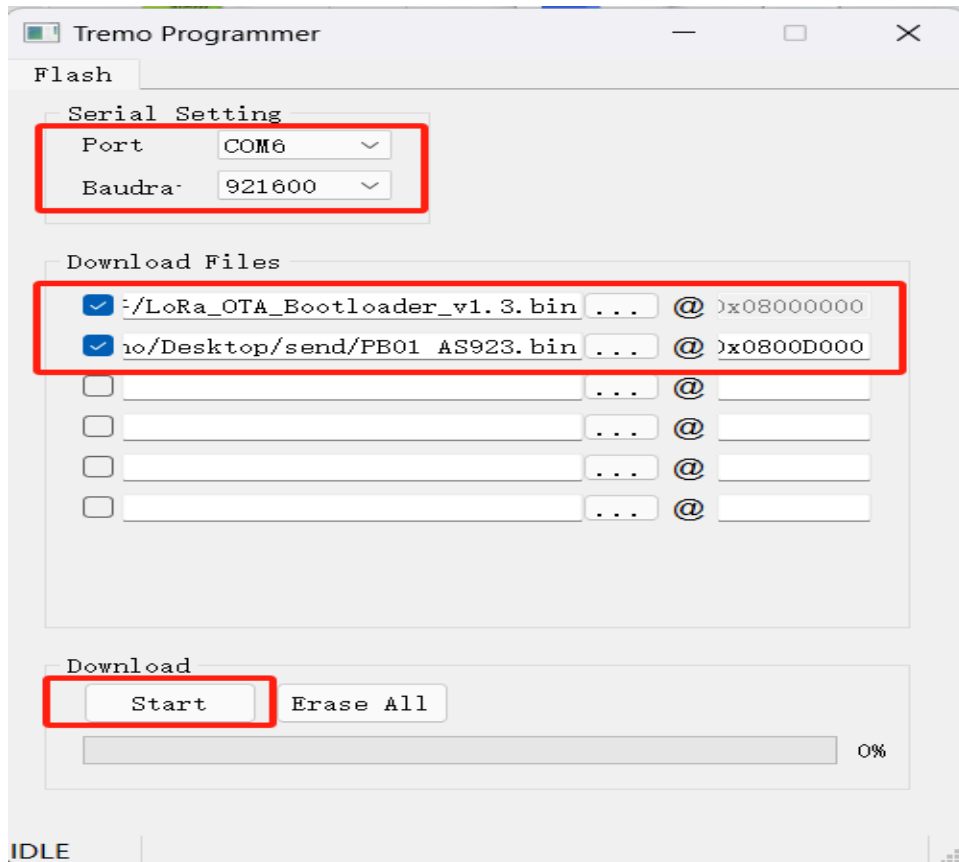 Tremo Programmer
Flash
Serial Setting
Port COM6
Baudra 921600
Download Files
/LoRa_OTA_Bootloader_v1.3.bin ... @ 0x08000000
no/Desktop/send/PB01_AS923.bin ... @ 0x0800D000
... @
... @
... @
... @
Download
Start Erase All
0%
IDLE